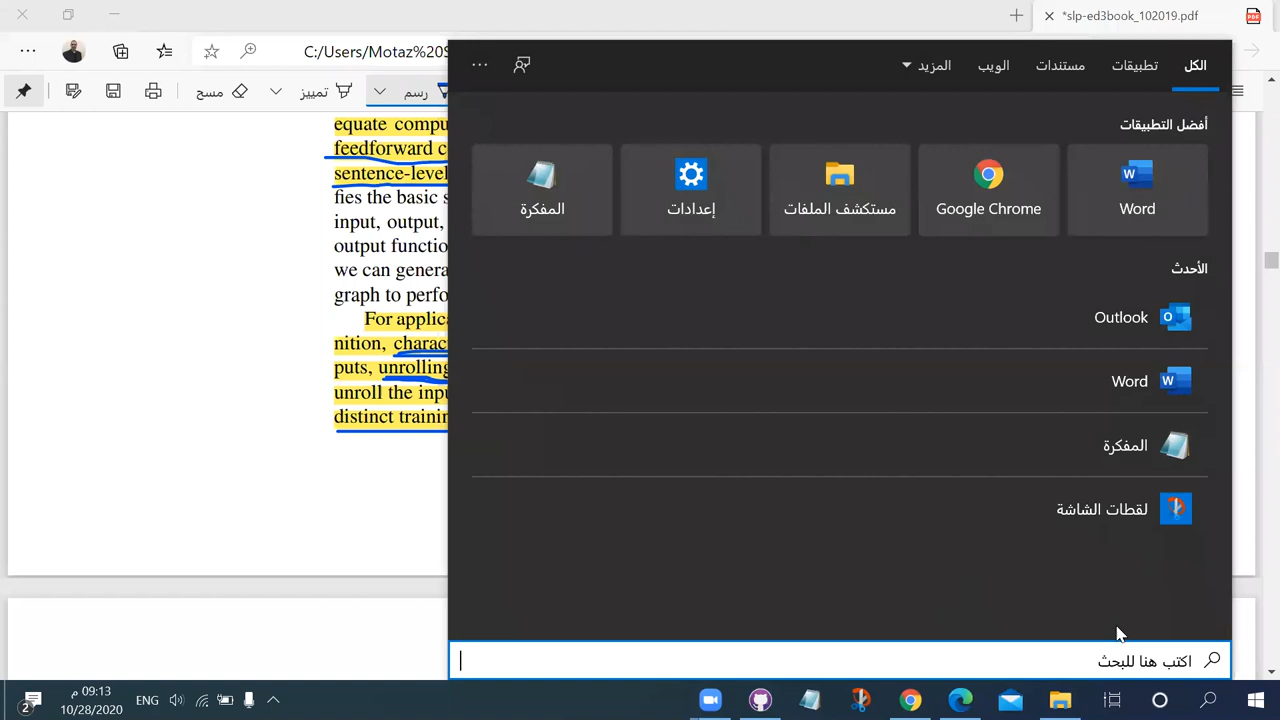 *slp-ed3book_102019.pdf
C:/Users/Motaz%20S
رسم
تمييز
مسح
equate compu
feedforward c
sentence-level
fies the basic s
input, output,
output functio
we can genera
graph to perfo
For applica
nition, charac
puts, unrolling
unroll the inpu
distinct trainin
الكل
تطبيقات
مستندات
الويب
المزيد
أفضل التطبيقات
Word
Google Chrome
مستكشف الملفات
إعدادات
المفكرة
الأحدث
Outlook
Word
المفكرة
لقطات الشاشة
اكتب هنا للبحث
ENG
09:13 م
10/28/2020
2